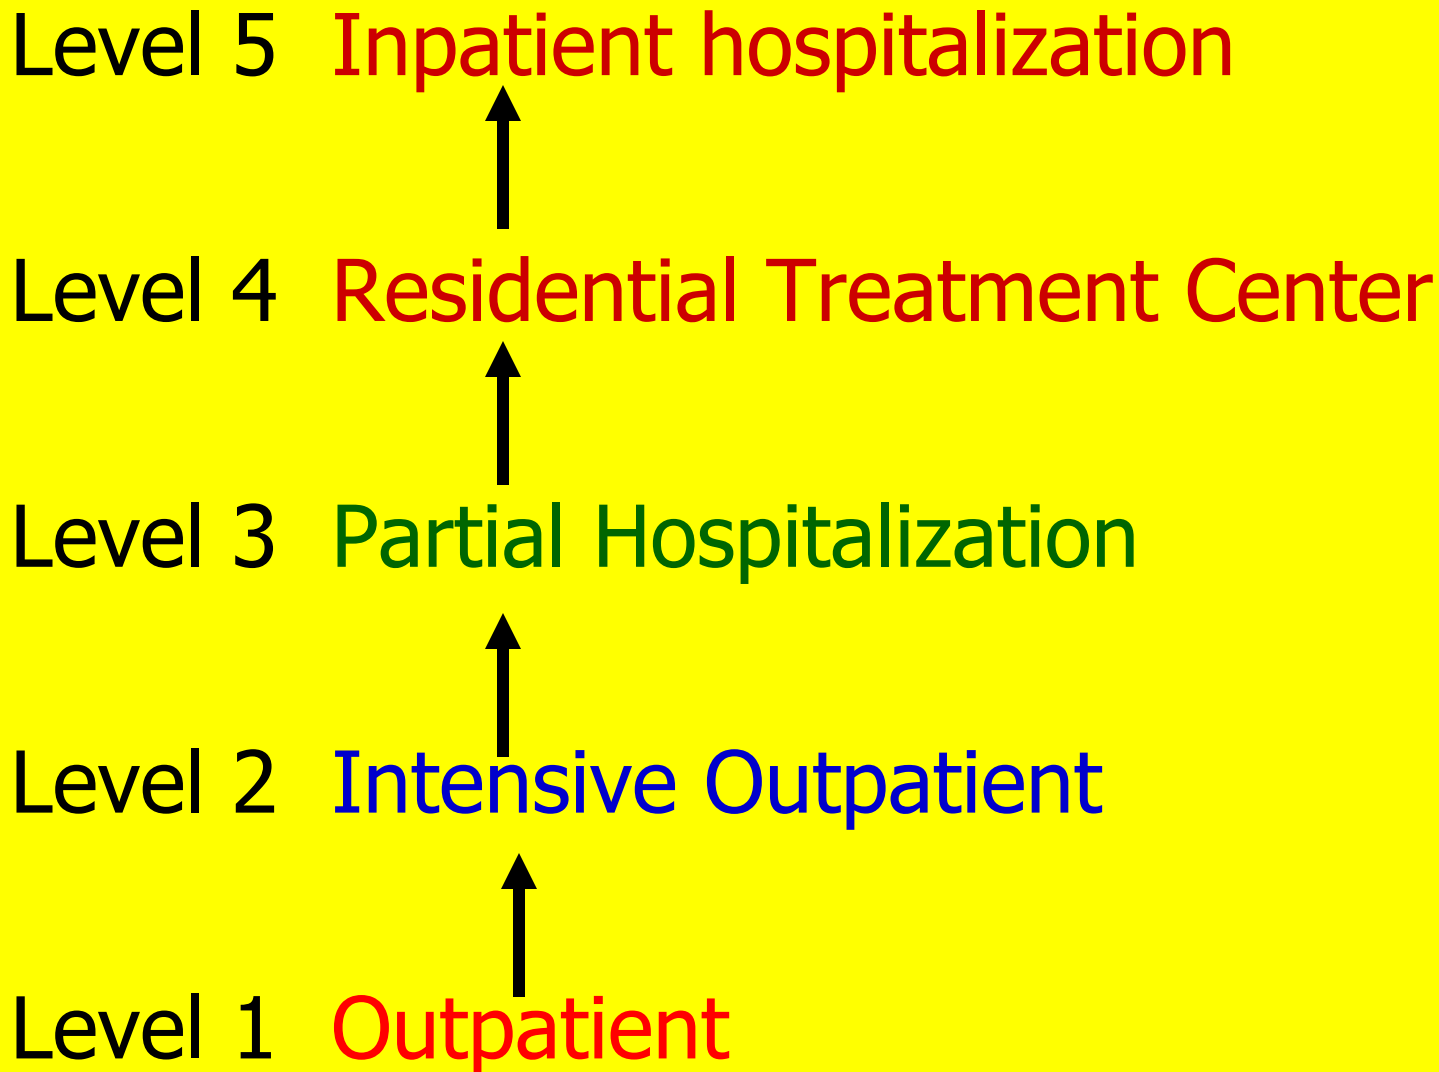 Level 5 Inpatient hospitalization
Level 4 Residential Treatment Center
Level 3 Partial Hospitalization
Level 2 Intensive Outpatient
Level 1 Outpatient